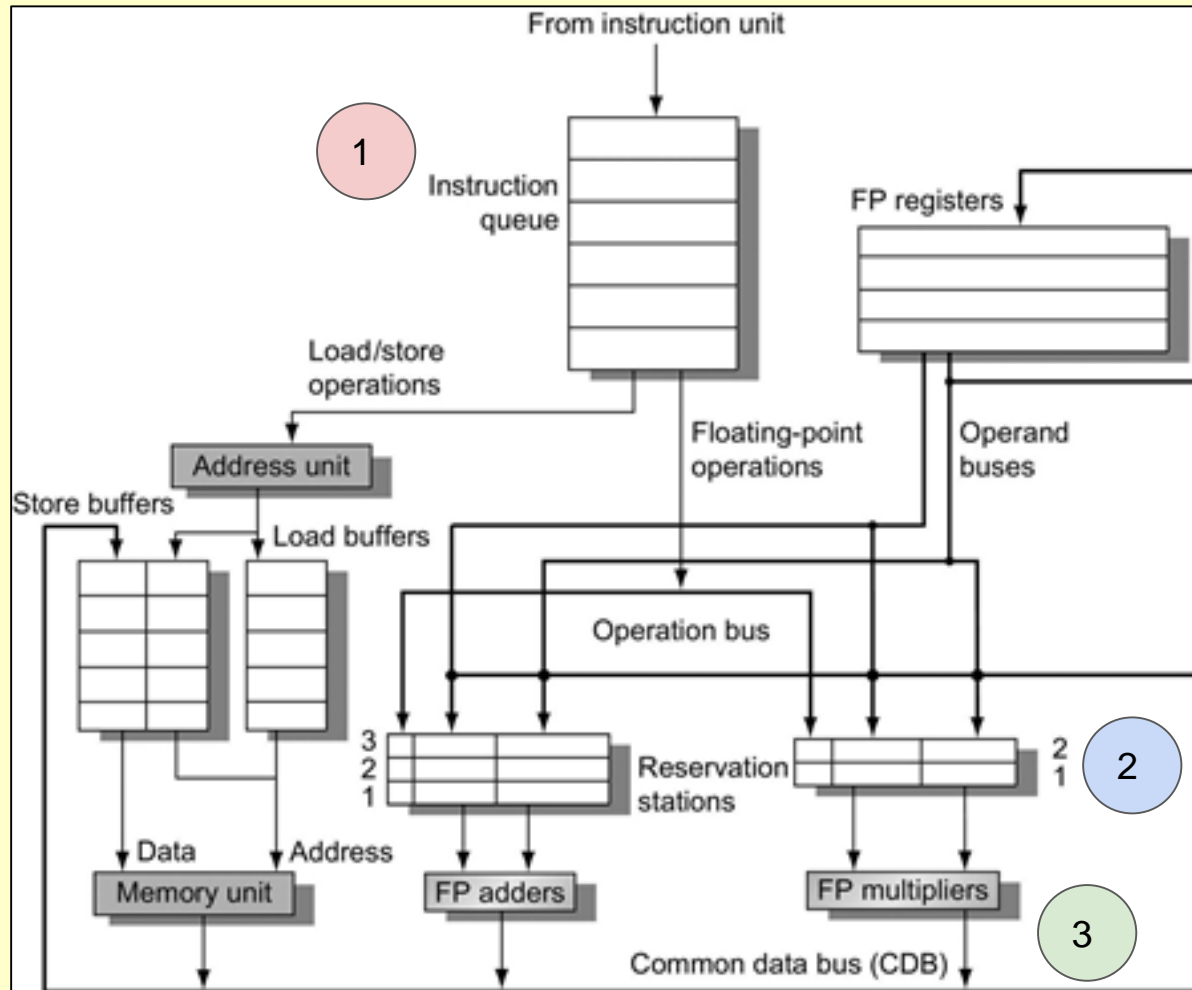 From instruction unit
1
Instruction
queue
FP registers
Load/store
operations
Floating-point
operations
Operand
buses
Address unit
Store buffers
Load buffers
Operation bus
3
2
1
Reservation
stations
2
1
2
Data
Address
Memory unit
FP adders
FP multipliers
3
Common data bus (CDB)